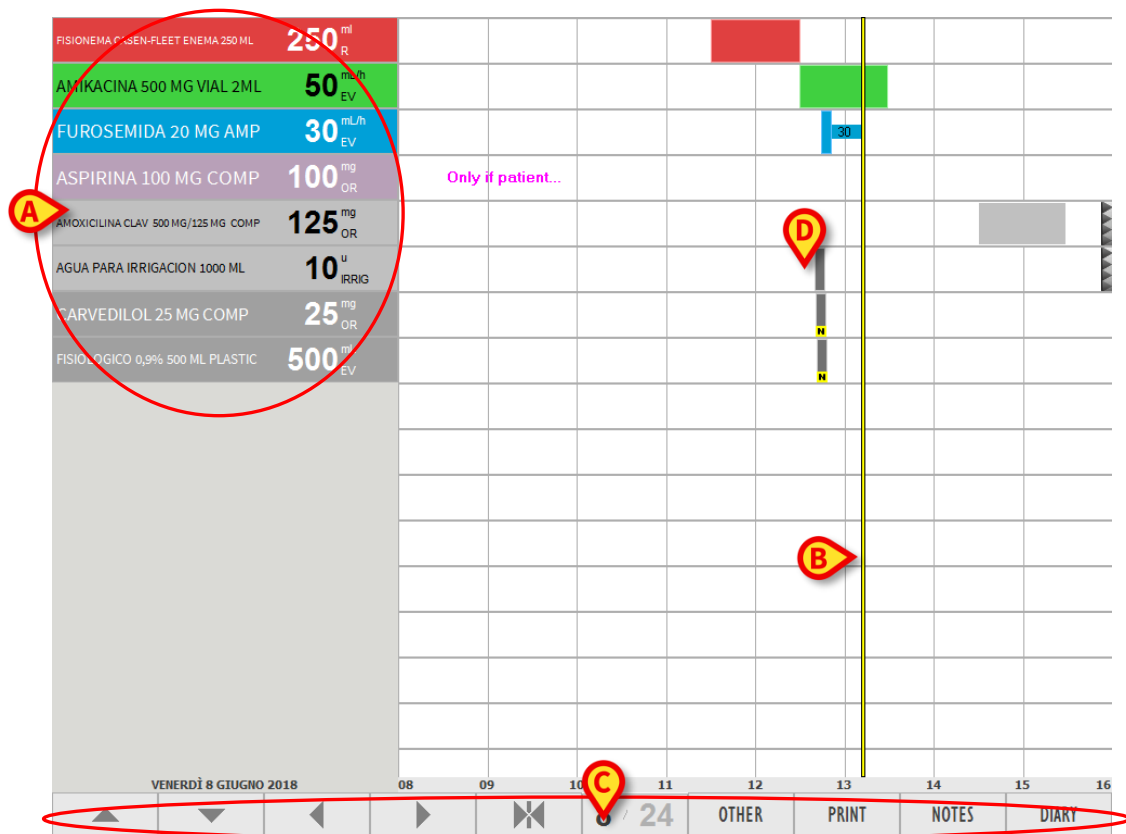 FISIONEMA CASEN-FLEET ENEMA 250 ML 250 ml R
AMIKACINA 500 MG VIAL 2ML 50 mL/h EV
FUROSEMIDA 20 MG AMP 30 mL/h EV 30
ASPIRINA 100 MG COMP 100 mg OR Only if patient...
A
AMOXICILINA CLAV 500 MG/125 MG COMP 125 mg OR
D
AGUA PARA IRRIGACION 1000 ML 10 u IRRIG
CARVEDILOL 25 MG COMP 25 mg OR N
FISIOLOGICO 0,9% 500 ML PLASTIC 500 ml EV N
B
VENERDÌ 8 GIUGNO 2018 08 09 10 11 12 13 14 15 16
C
8 / 24 OTHER PRINT NOTES DIARY